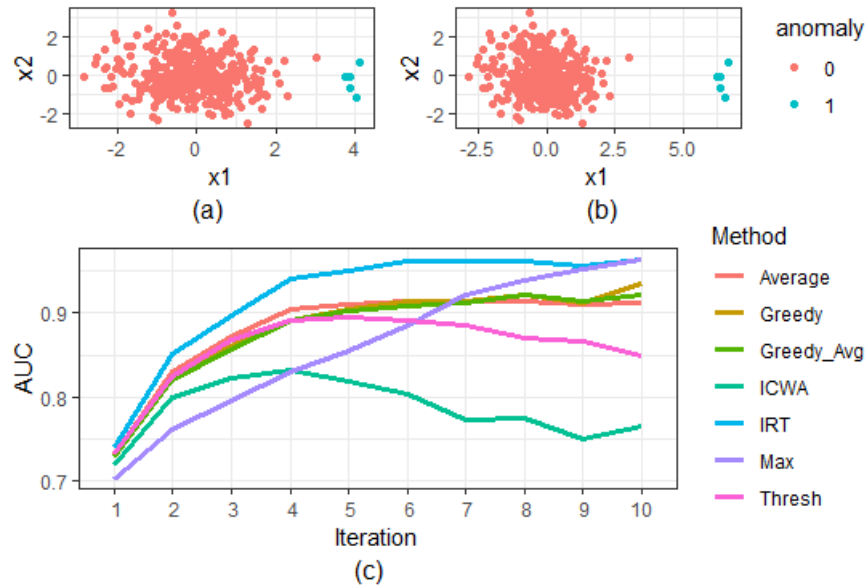 x2
2
0
-2
-2
0
2
4
x1
(a)
x2
2
0
-2
-2.5
0.0
2.5
5.0
x1
(b)
anomaly
0
1
AUC
0.9
0.8
0.7
1 2 3 4 5 6 7 8 9 10
Iteration
(c)
Method
Average
Greedy
Greedy_Avg
ICWA
IRT
Max
Thresh